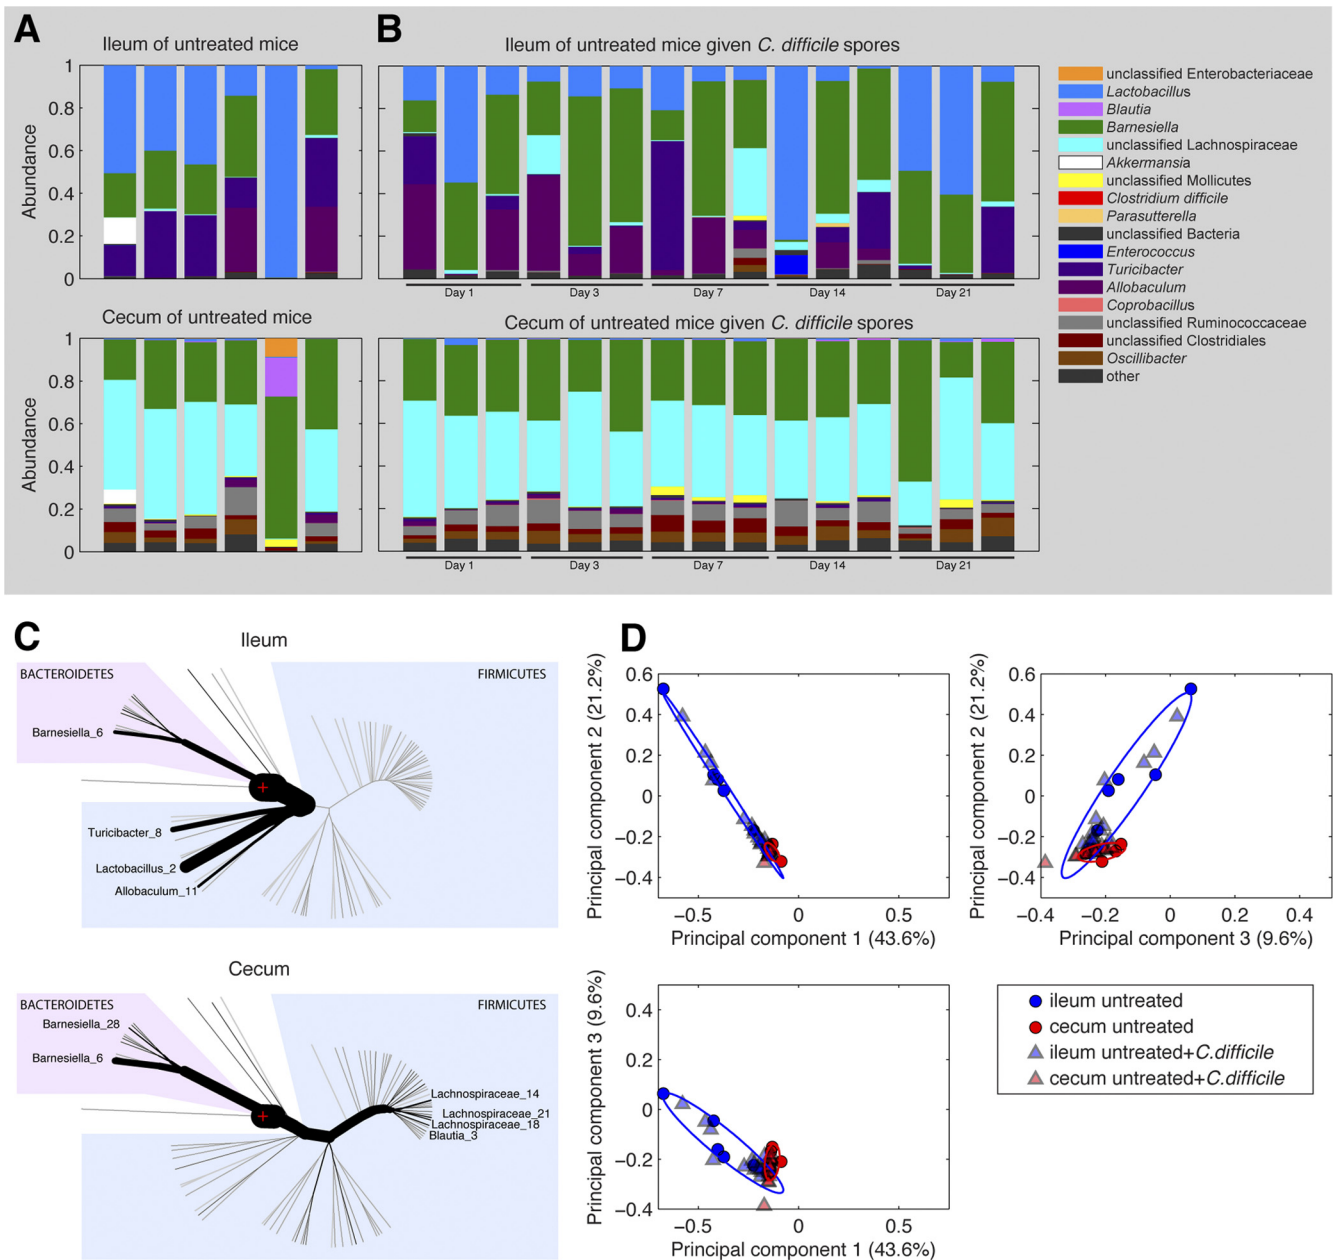 A
B
Ileum of untreated mice
Ileum of untreated mice given C. difficile spores
Abundance
1
0.8
0.6
0.4
0.2
0
Day 1
Day 3
Day 7
Day 14
Day 21
unclassified Enterobacteriaceae
Lactobacillus
Blautia
Barnesiella
unclassified Lachnospiraceae
Akkermansia
unclassified Mollicutes
Clostridium difficile
Parasutterella
unclassified Bacteria
Enterococcus
Turicibacter
Allobaculum
Coprobacillus
unclassified Ruminococcaceae
unclassified Clostridiales
Oscillibacter
other
Cecum of untreated mice
Cecum of untreated mice given C. difficile spores
Abundance
1
0.8
0.6
0.4
0.2
0
Day 1
Day 3
Day 7
Day 14
Day 21
C
Ileum
BACTEROIDETES
FIRMICUTES
Barnesiella_6
Turicibacter_8
Lactobacillus_2
Allobaculum_11
Cecum
BACTEROIDETES
FIRMICUTES
Barnesiella_28
Barnesiella_6
Lachnospiraceae_14
Lachnospiraceae_21
Lachnospiraceae_18
Blautia_3
D
Principal component 2 (21.2%)
0.6
0.4
0.2
0
−0.2
−0.4
−0.5 0 0.5
Principal component 1 (43.6%)
Principal component 2 (21.2%)
0.6
0.4
0.2
0
−0.2
−0.4
−0.4 −0.2 0 0.2 0.4
Principal component 3 (9.6%)
Principal component 3 (9.6%)
0.4
0.2
0
−0.2
−0.4
−0.5 0 0.5
Principal component 1 (43.6%)
ileum untreated
cecum untreated
ileum untreated+C.difficile
cecum untreated+C.difficile